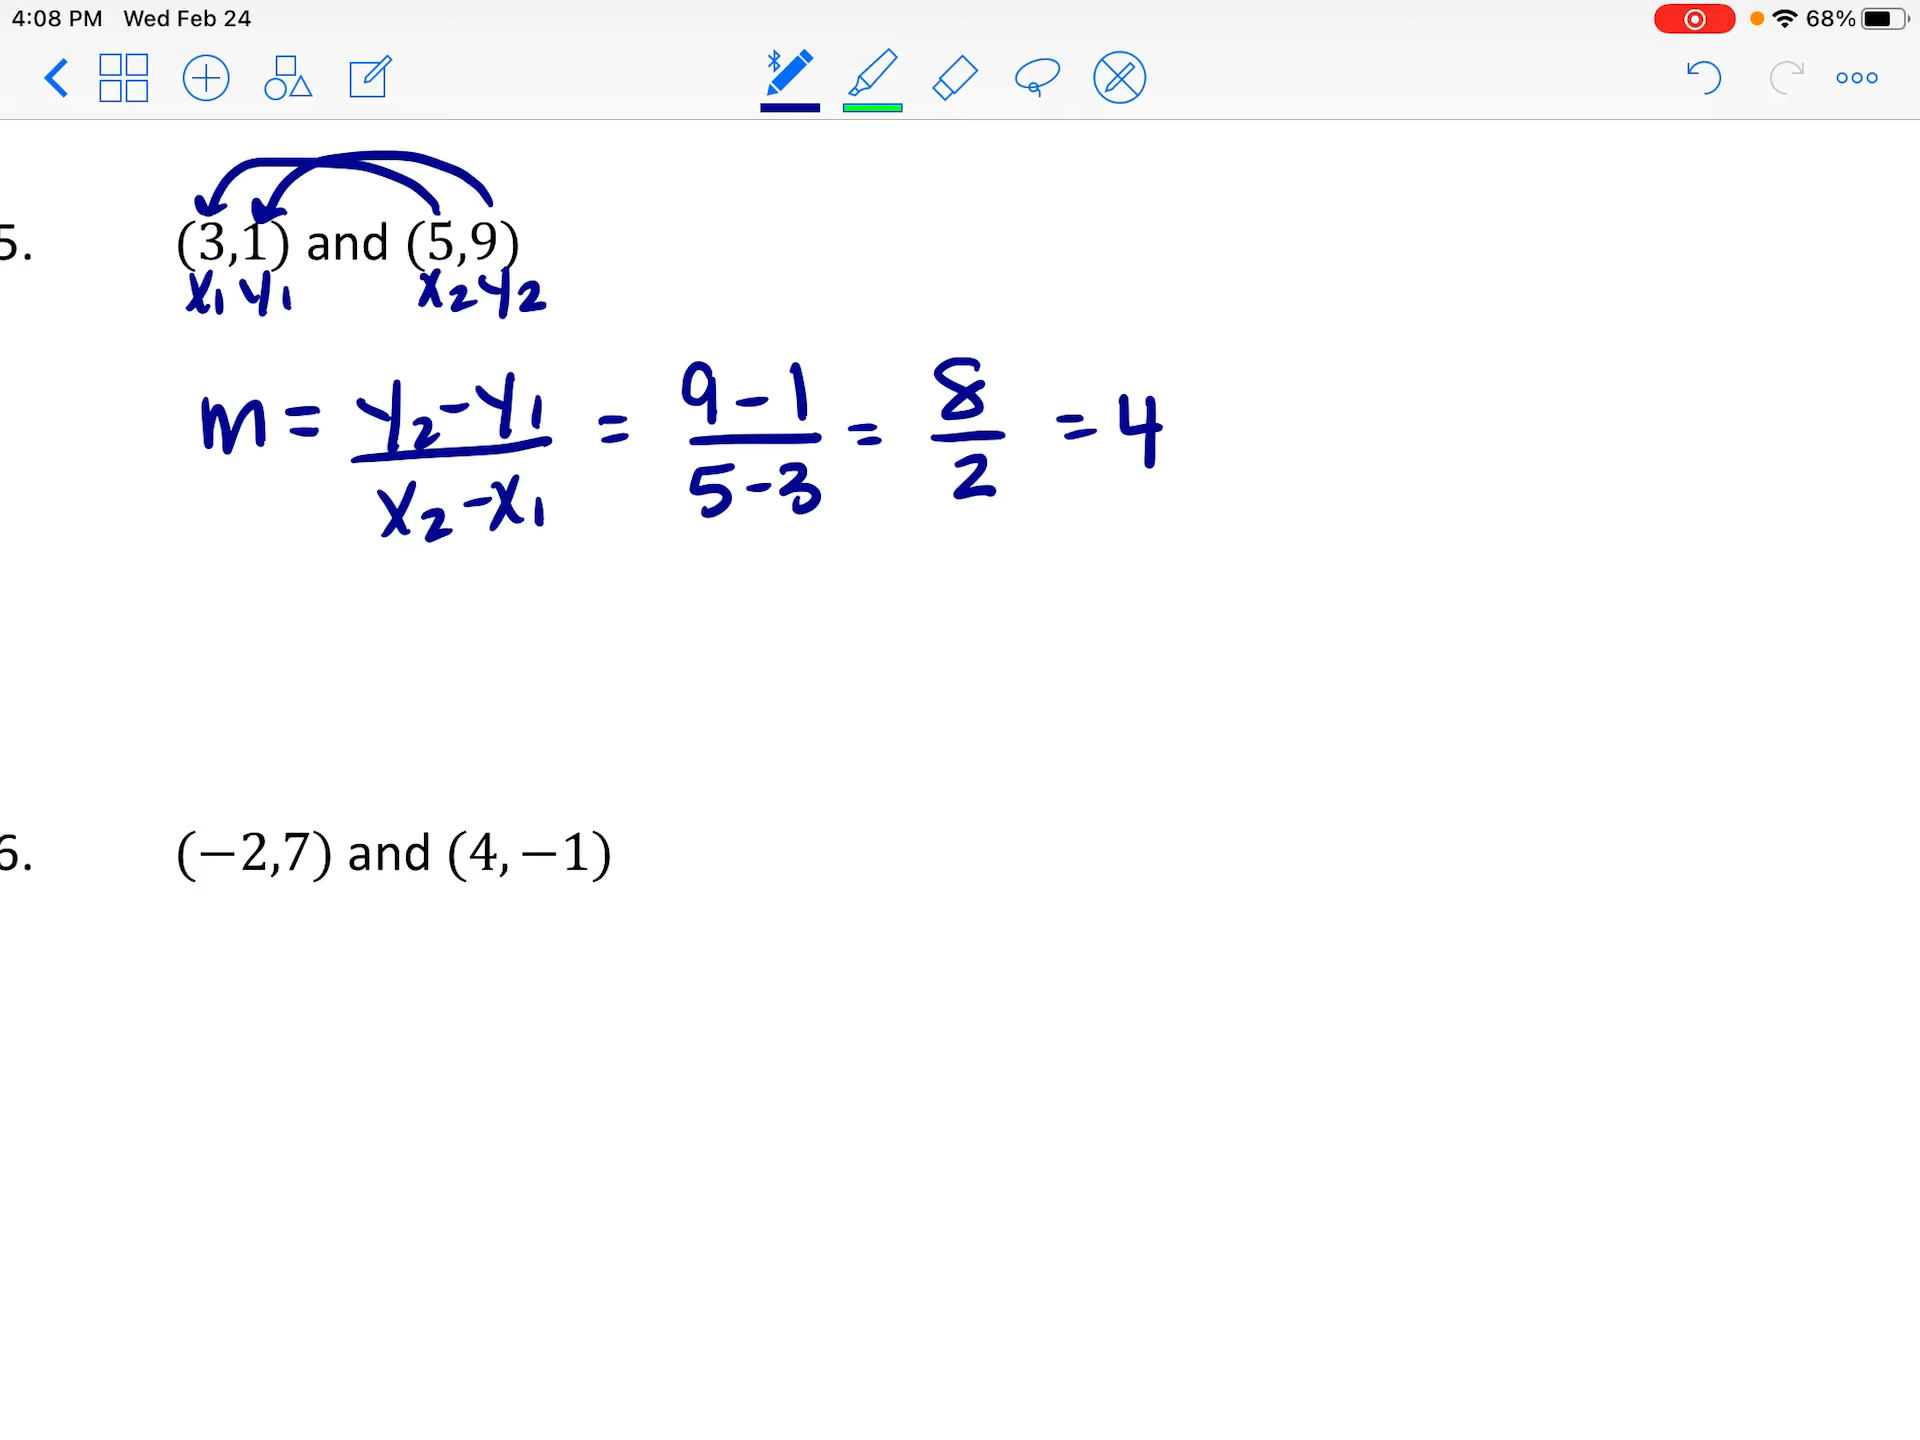 4:08 PM Wed Feb 24 68%
5. (3,1) and (5,9)
x₁ y₁ x₂ y₂
m = y₂-y₁ / x₂-x₁ = 9-1 / 5-3 = 8 / 2 = 4
6. (−2,7) and (4,−1)